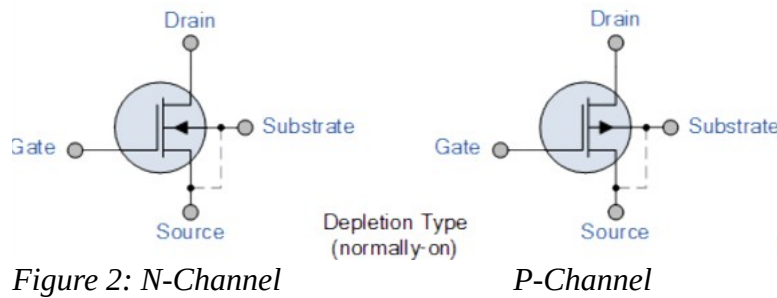 Drain
Drain
Gate
Substrate
Gate
Substrate
Source
Source
Depletion Type
(normally-on)
Figure 2: N-Channel
P-Channel